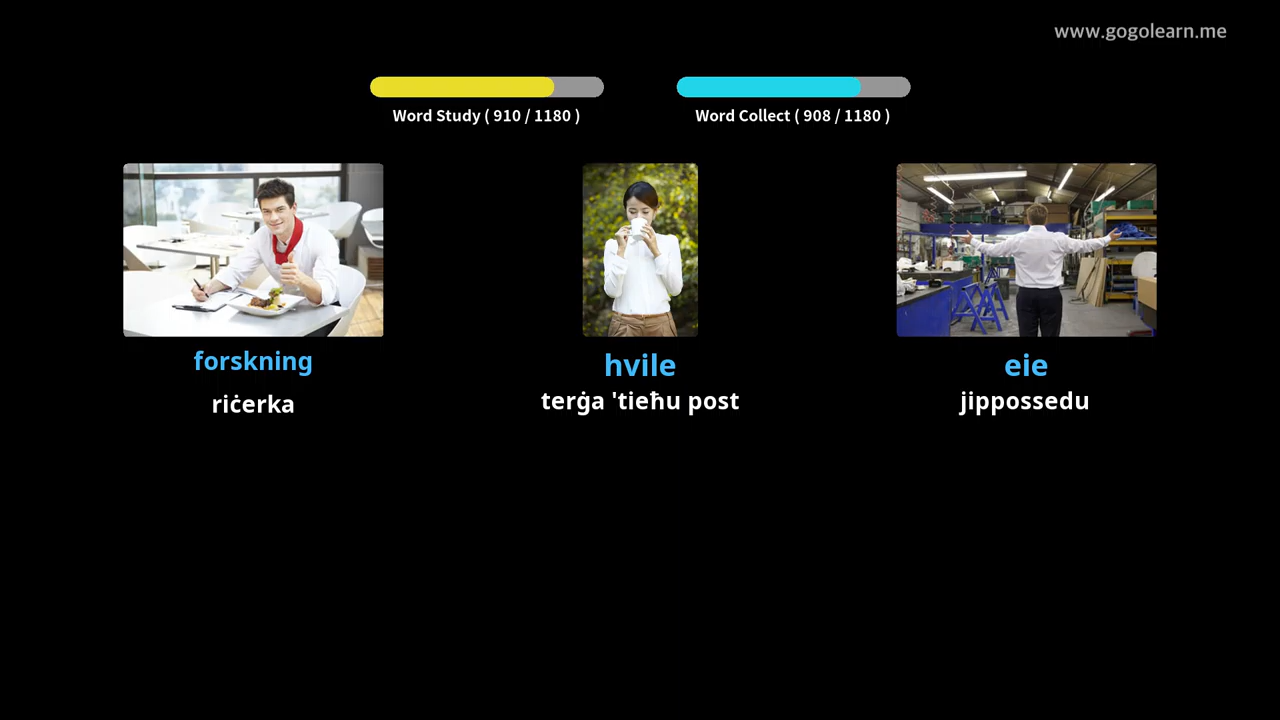 www.gogolearn.me
Word Study ( 910 / 1180 )
Word Collect ( 908 / 1180 )
forskning
hvile
eie
riċerka
terġa 'tieħu post
jippossedu